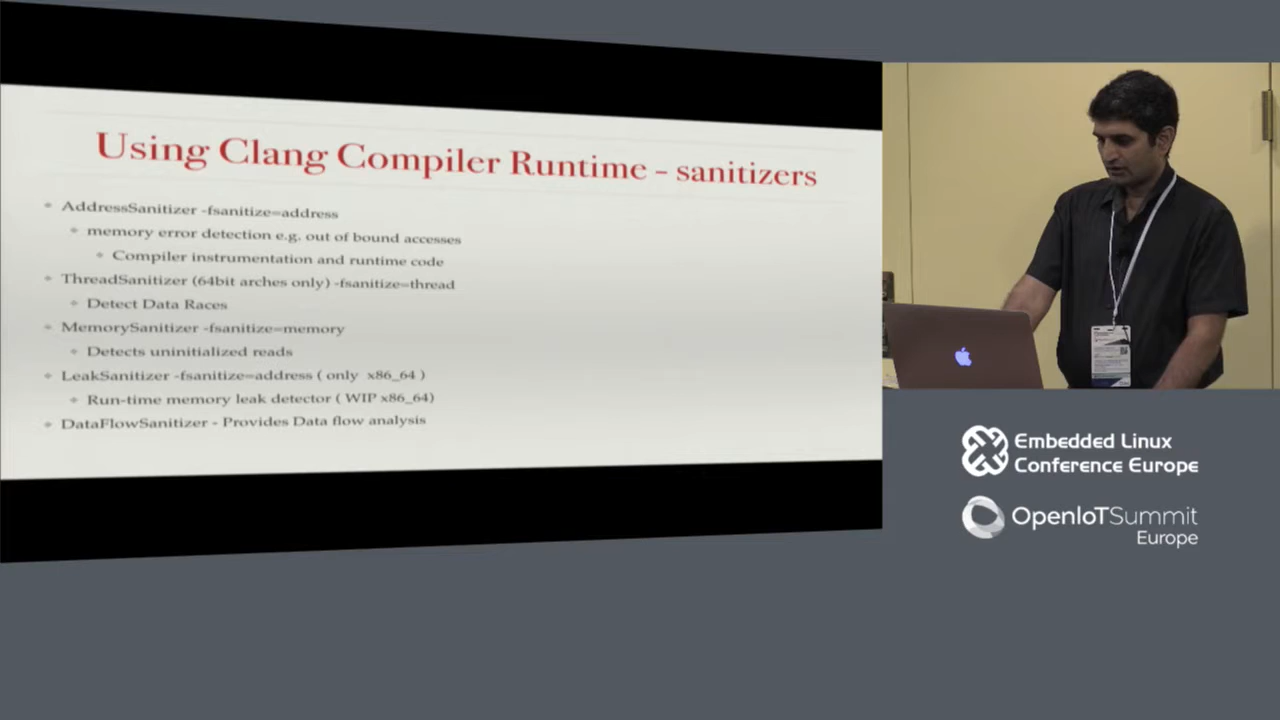 Using Clang Compiler Runtime - sanitizers
AddressSanitizer -fsanitize=address
memory error detection e.g. out of bound accesses
Compiler instrumentation and runtime code
ThreadSanitizer (64bit arches only) -fsanitize=thread
Detect Data Races
MemorySanitizer -fsanitize=memory
Detects uninitialized reads
LeakSanitizer -fsanitize=address ( only x86_64 )
Run-time memory leak detector ( WIP x86_64)
DataFlowSanitizer - Provides Data flow analysis
Embedded Linux
Conference Europe
OpenIoTSummit
Europe